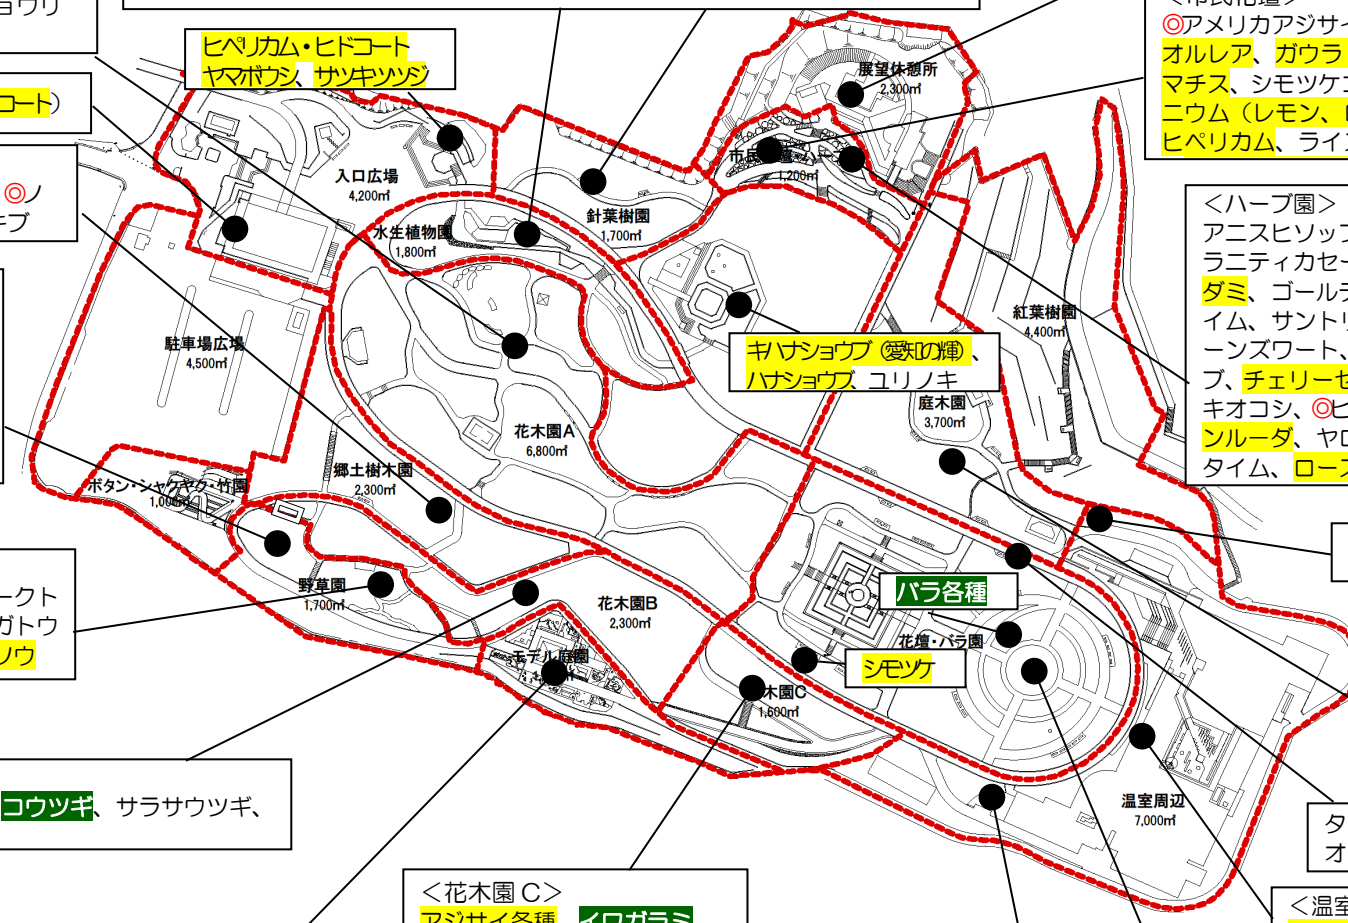 ヒペリカム・ヒドコート
ヤマボウシ、サツキツツジ
コート）
◎ノ
キブ
ークト
ガトウ
ソウ
コウツギ、サラサウツギ、
＜花木園 C＞
アジサイ各種、イワガラミ
キハナショウブ（愛知の輝）、
ハナショウブ、ユリノキ
バラ各種
シモツケ
＜市民花壇＞
◎アメリカアジサイ
オルレア、ガウラ
マチス、シモツケ
ニウム（レモン、
ヒペリカム、ライ
＜ハーブ園＞
アニスヒソップ
ラニティカセー
ダミ、ゴールデ
イム、サントリ
ーンズワート、
ブ、チェリーセ
キオコシ、◎ヒ
ンルーダ、ヤロ
タイム、ローズ
タ
オ
＜温室
展望休憩所
2,300㎡
1,200㎡
入口広場
4,200㎡
針葉樹園
1,700㎡
水生植物園
1,800㎡
紅葉樹園
4,400㎡
駐車場広場
4,500㎡
庭木園
3,700㎡
花木園A
6,800㎡
郷土樹木園
2,300㎡
ボタン・シャクヤク・竹園
野草園
1,700㎡
花木園B
2,300㎡
モデル庭園
花壇・バラ園
木園C
1,600㎡
温室周辺
7,000㎡